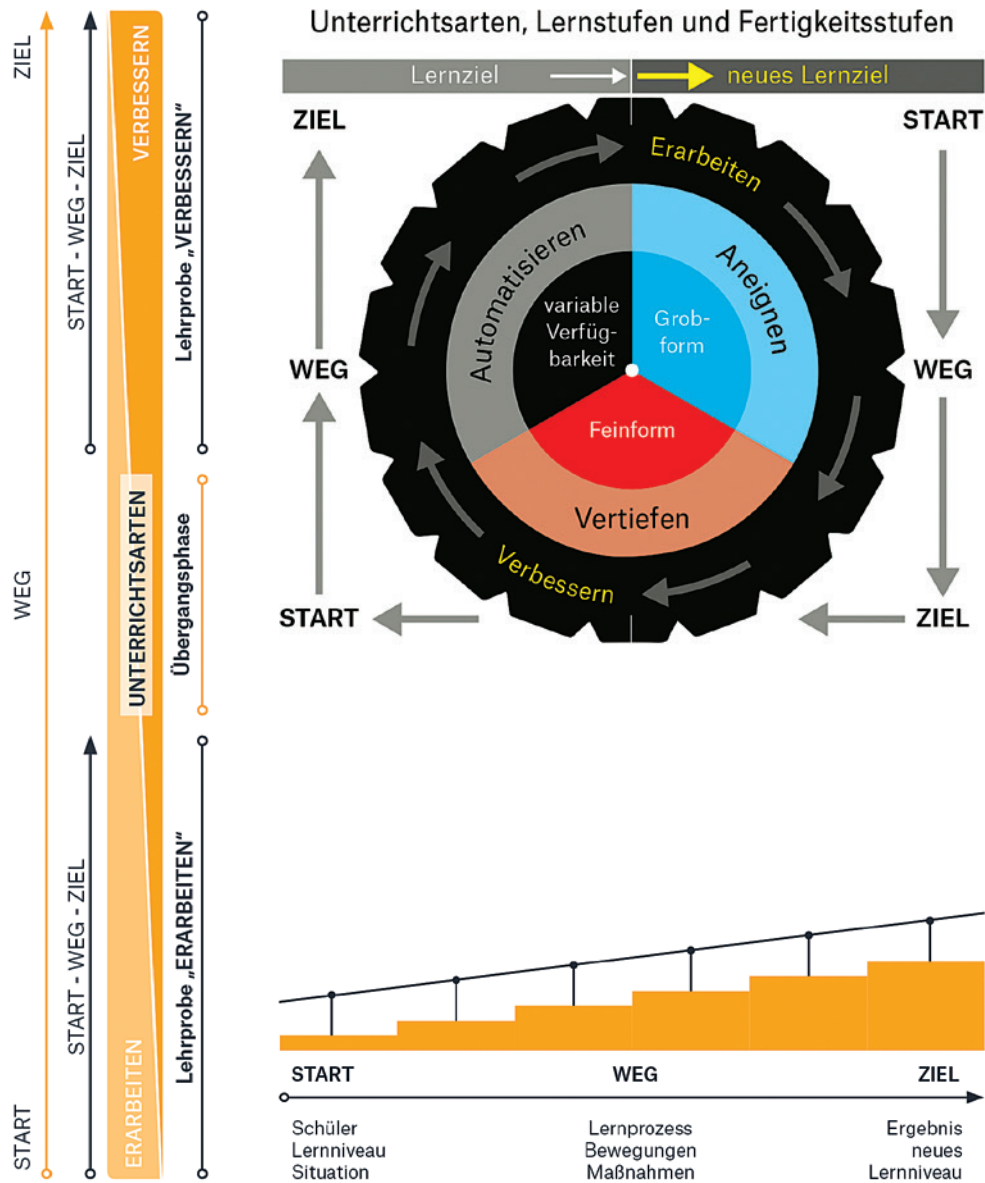 Unterrichtsarten, Lernstufen und Fertigkeitsstufen
Lernziel
neues Lernziel
ZIEL
START
WEG
WEG
START
ZIEL
Erarbeiten
Verbessern
Automatisieren
Aneignen
Vertiefen
variable
Verfüg-
barkeit
Grob-
form
Feinform
ZIEL
WEG
START
START - WEG - ZIEL
START - WEG - ZIEL
VERBESSERN
UNTERRICHTSARTEN
ERARBEITEN
Lehrprobe „VERBESSERN“
Übergangsphase
Lehrprobe „ERARBEITEN“
START
WEG
ZIEL
Schüler
Lernniveau
Situation
Lernprozess
Bewegungen
Maßnahmen
Ergebnis
neues
Lernniveau